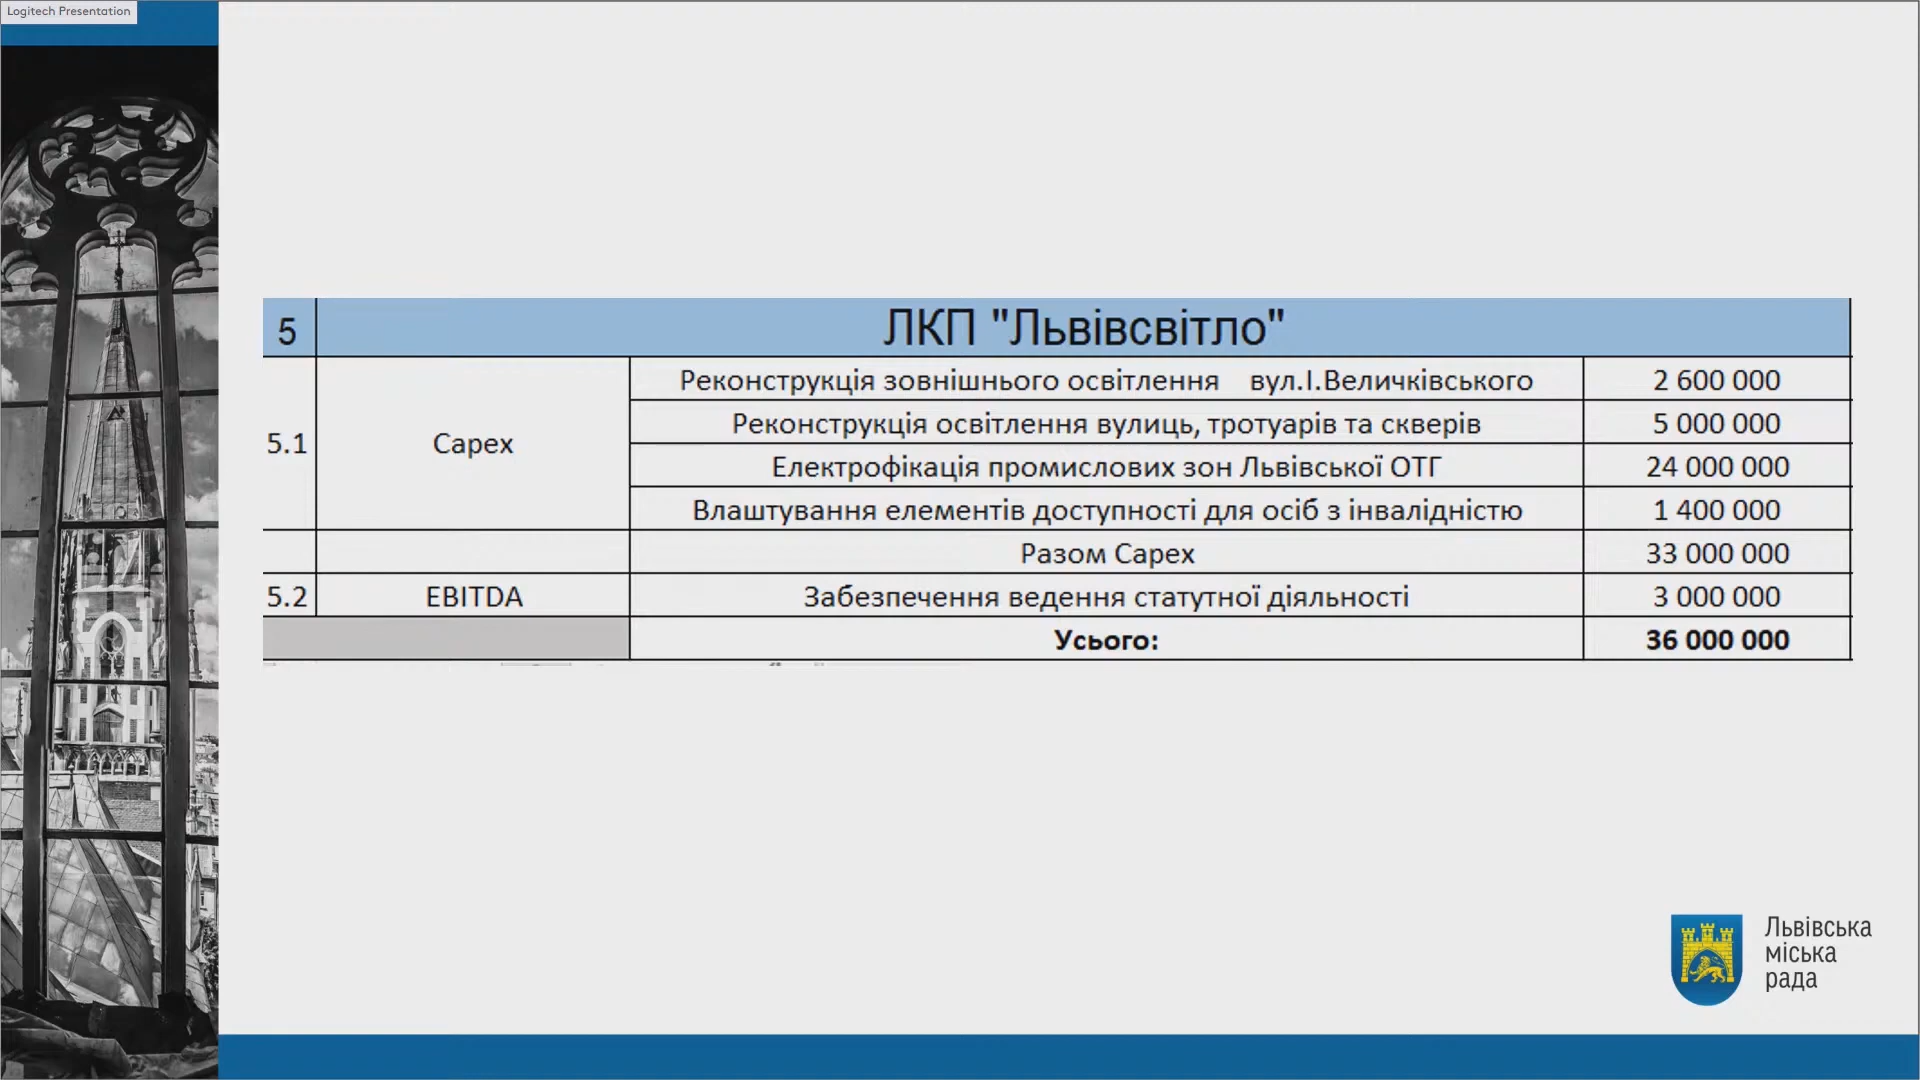 Logitech Presentation
5 ЛКП "Львівсвітло"
5.1 Capex
Реконструкція зовнішнього освітлення вул.І.Величківського 2 600 000
Реконструкція освітлення вулиць, тротуарів та скверів 5 000 000
Електрофікація промислових зон Львівської ОТГ 24 000 000
Влаштування елементів доступності для осіб з інвалідністю 1 400 000
Разом Capex 33 000 000
5.2 EBITDA Забезпечення ведення статутної діяльності 3 000 000
Усього: 36 000 000
Львівська
міська
рада